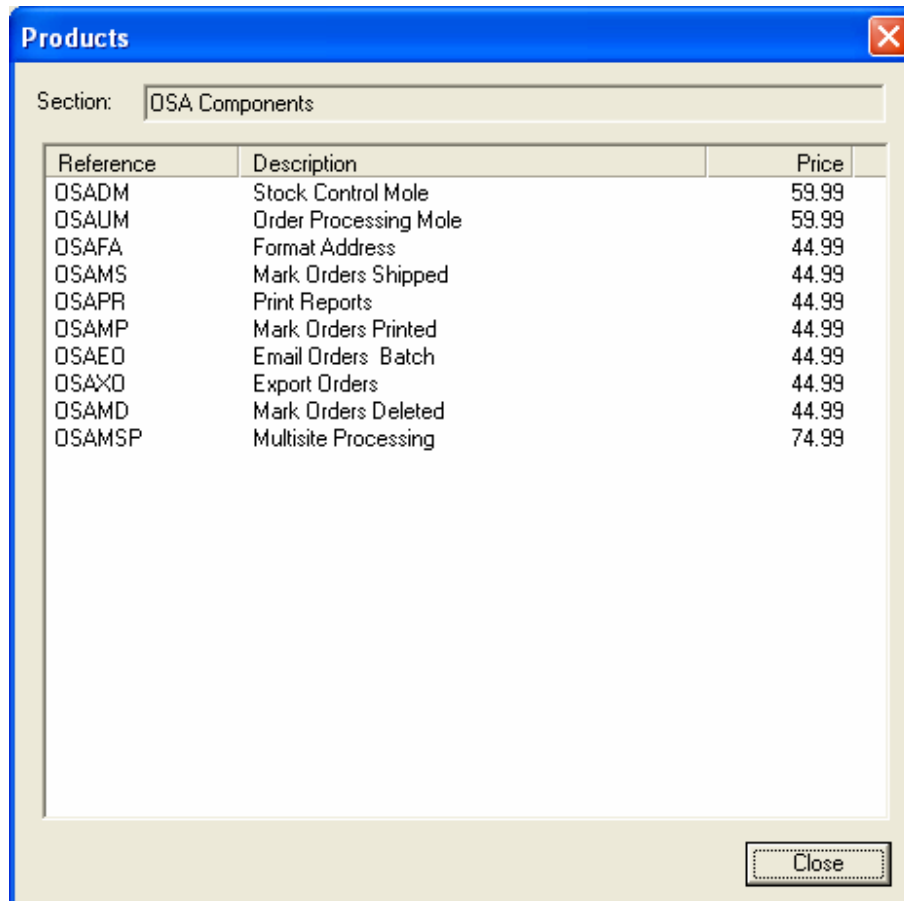 Products
Section: OSA Components
Reference Description Price
OSADM Stock Control Mole 59.99
OSAUM Order Processing Mole 59.99
OSAFA Format Address 44.99
OSAMS Mark Orders Shipped 44.99
OSAPR Print Reports 44.99
OSAMP Mark Orders Printed 44.99
OSAEO Email Orders  Batch 44.99
OSAXO Export Orders 44.99
OSAMD Mark Orders Deleted 44.99
OSAMSP Multisite Processing 74.99
Close